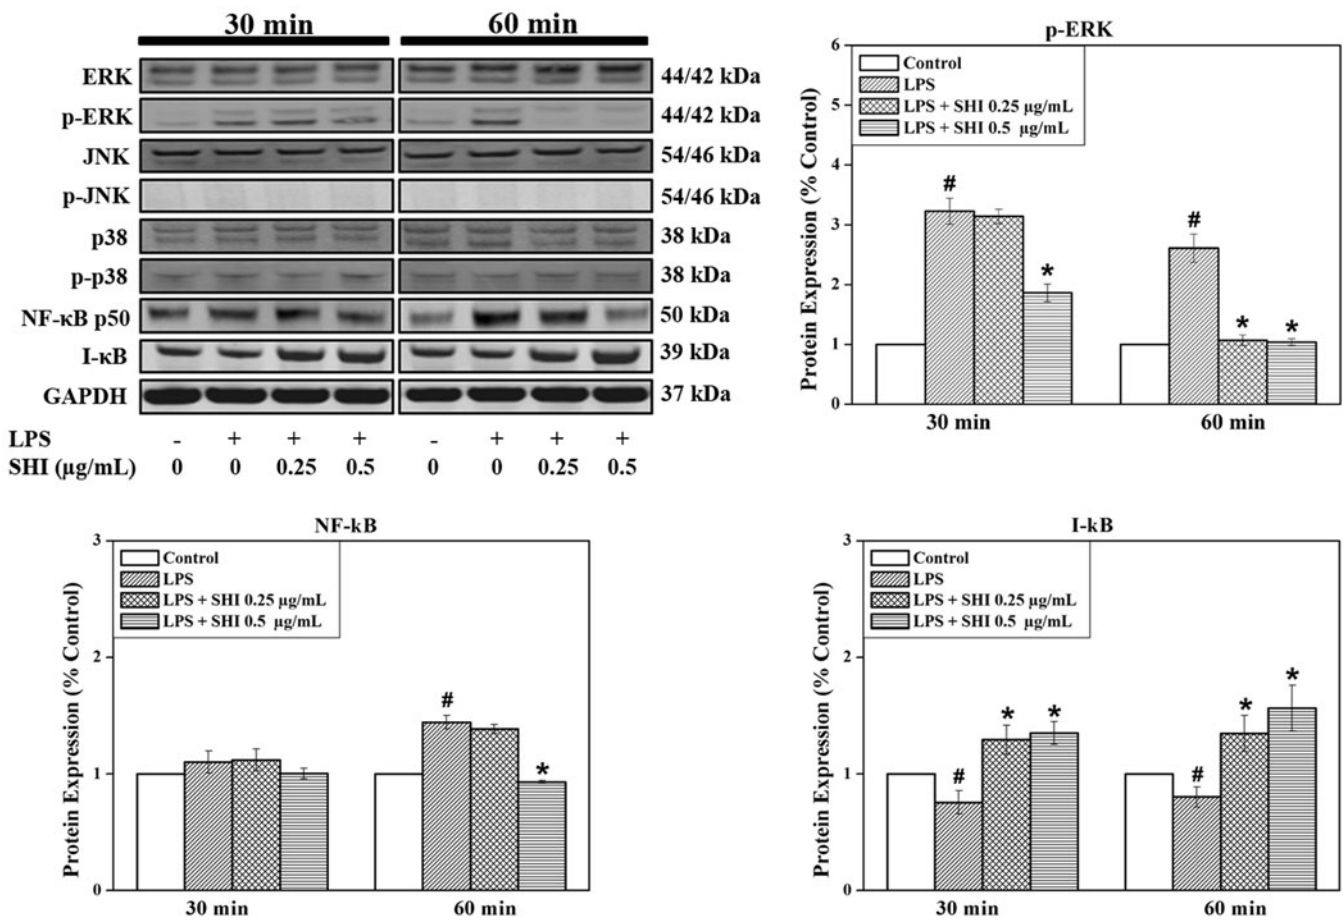 30 min 60 min
ERK 44/42 kDa
p-ERK 44/42 kDa
JNK 54/46 kDa
p-JNK 54/46 kDa
p38 38 kDa
p-p38 38 kDa
NF-κB p50 50 kDa
I-κB 39 kDa
GAPDH 37 kDa
LPS - + + + - + + +
SHI (μg/mL) 0 0 0.25 0.5 0 0 0.25 0.5
p-ERK
Control
LPS
LPS + SHI 0.25 μg/mL
LPS + SHI 0.5 μg/mL
Protein Expression (% Control)
6
5
4
3
2
1
0
# * # * *
30 min 60 min
NF-kB
Control
LPS
LPS + SHI 0.25 μg/mL
LPS + SHI 0.5 μg/mL
Protein Expression (% Control)
3
2
1
0
# *
30 min 60 min
I-kB
Control
LPS
LPS + SHI 0.25 μg/mL
LPS + SHI 0.5 μg/mL
Protein Expression (% Control)
3
2
1
0
# * * # * *
30 min 60 min